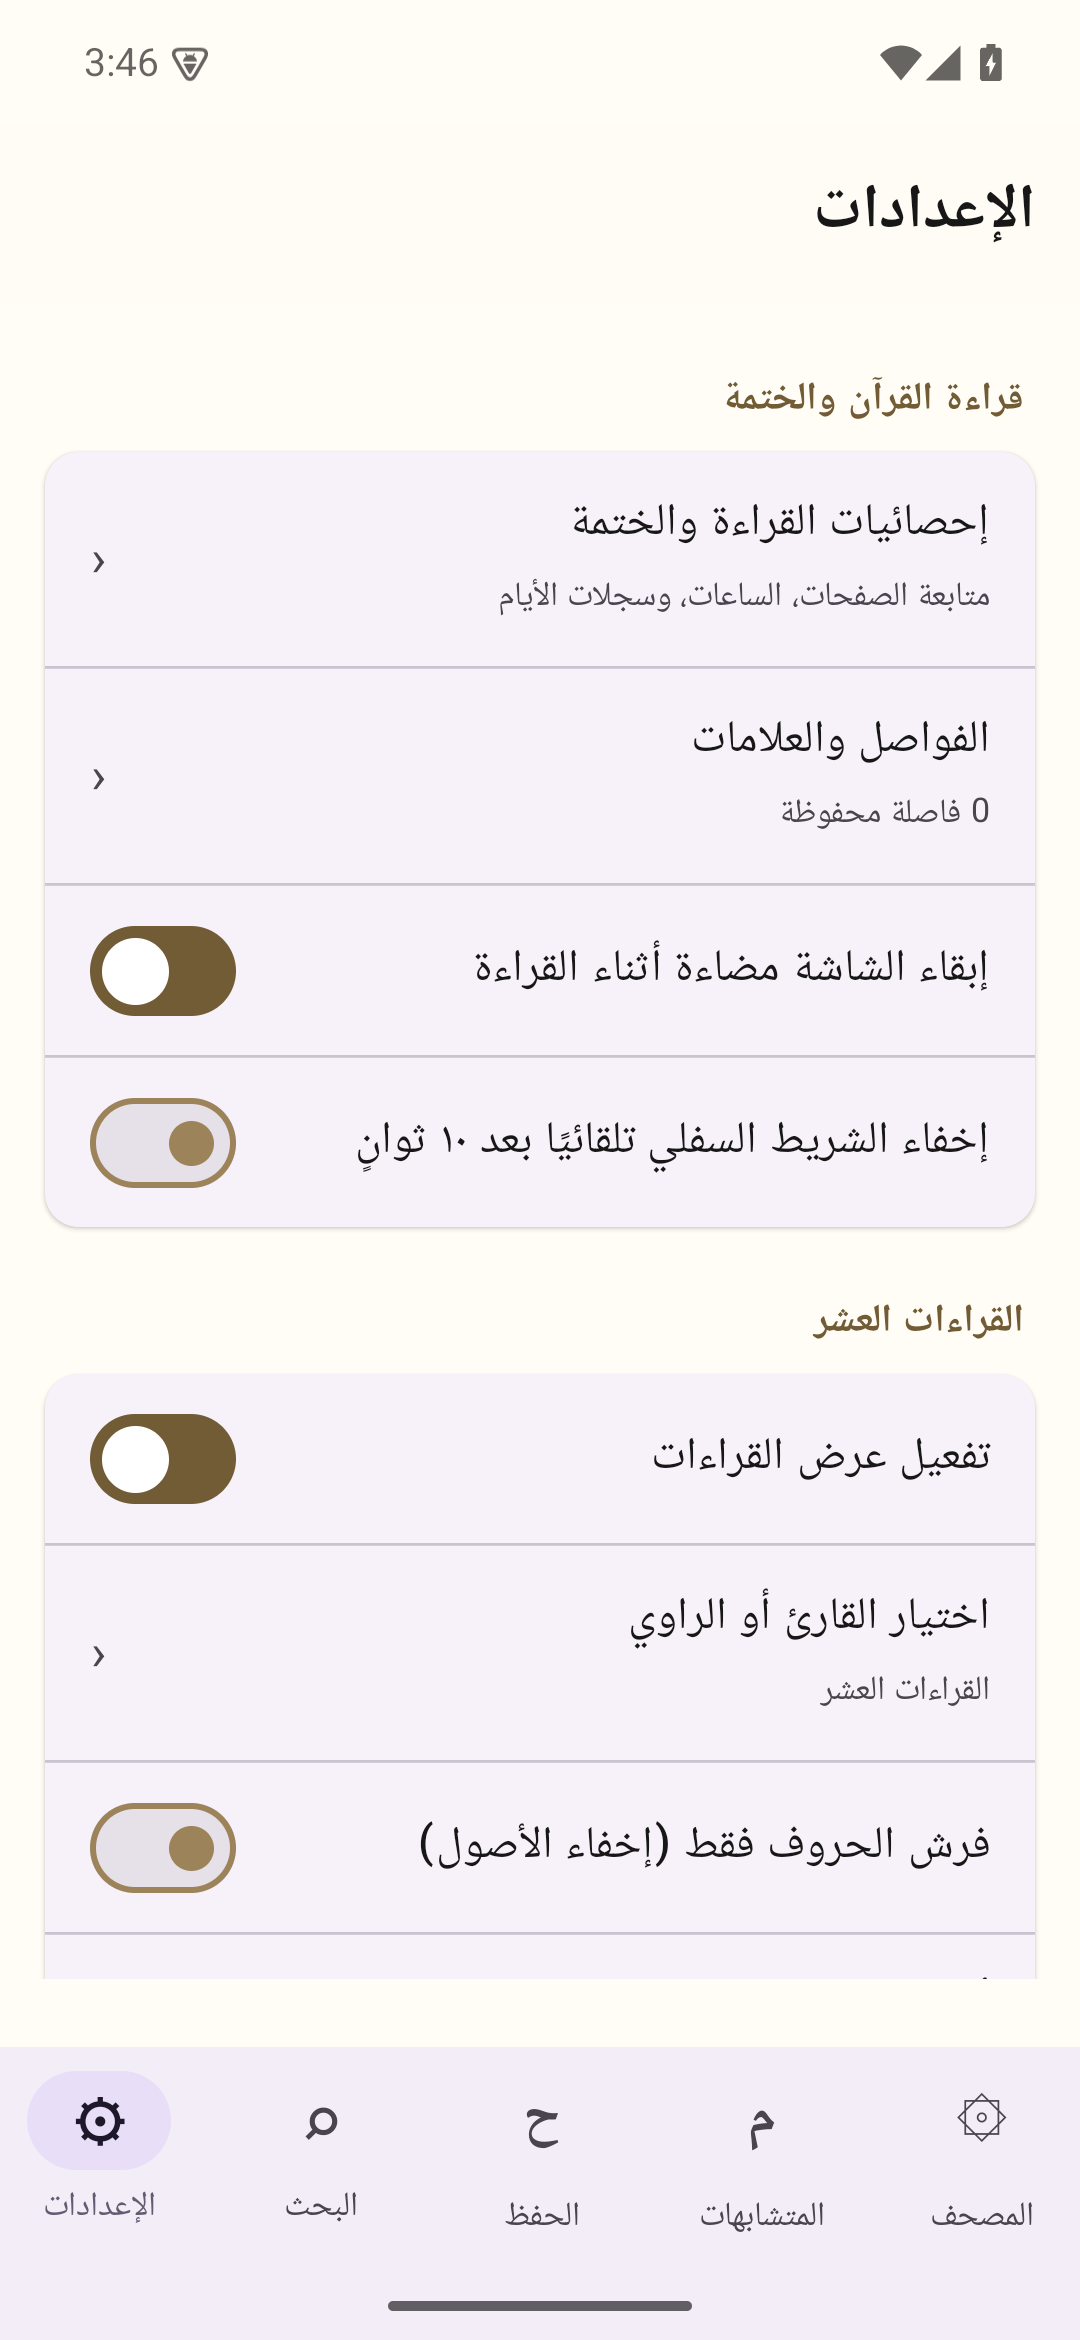 3:46
الإعدادات
قراءة القرآن والختمة
إحصائيات القراءة والختمة
متابعة الصفحات، الساعات، وسجلات الأيام
الفواصل والعلامات
0 فاصلة محفوظة
إبقاء الشاشة مضاءة أثناء القراءة
إخفاء الشريط السفلي تلقائيًا بعد ١٠ ثوانٍ
القراءات العشر
تفعيل عرض القراءات
اختيار القارئ أو الراوي
القراءات العشر
فرش الحروف فقط (إخفاء الأصول)
م
ح
المصحف
المتشابهات
الحفظ
البحث
الإعدادات